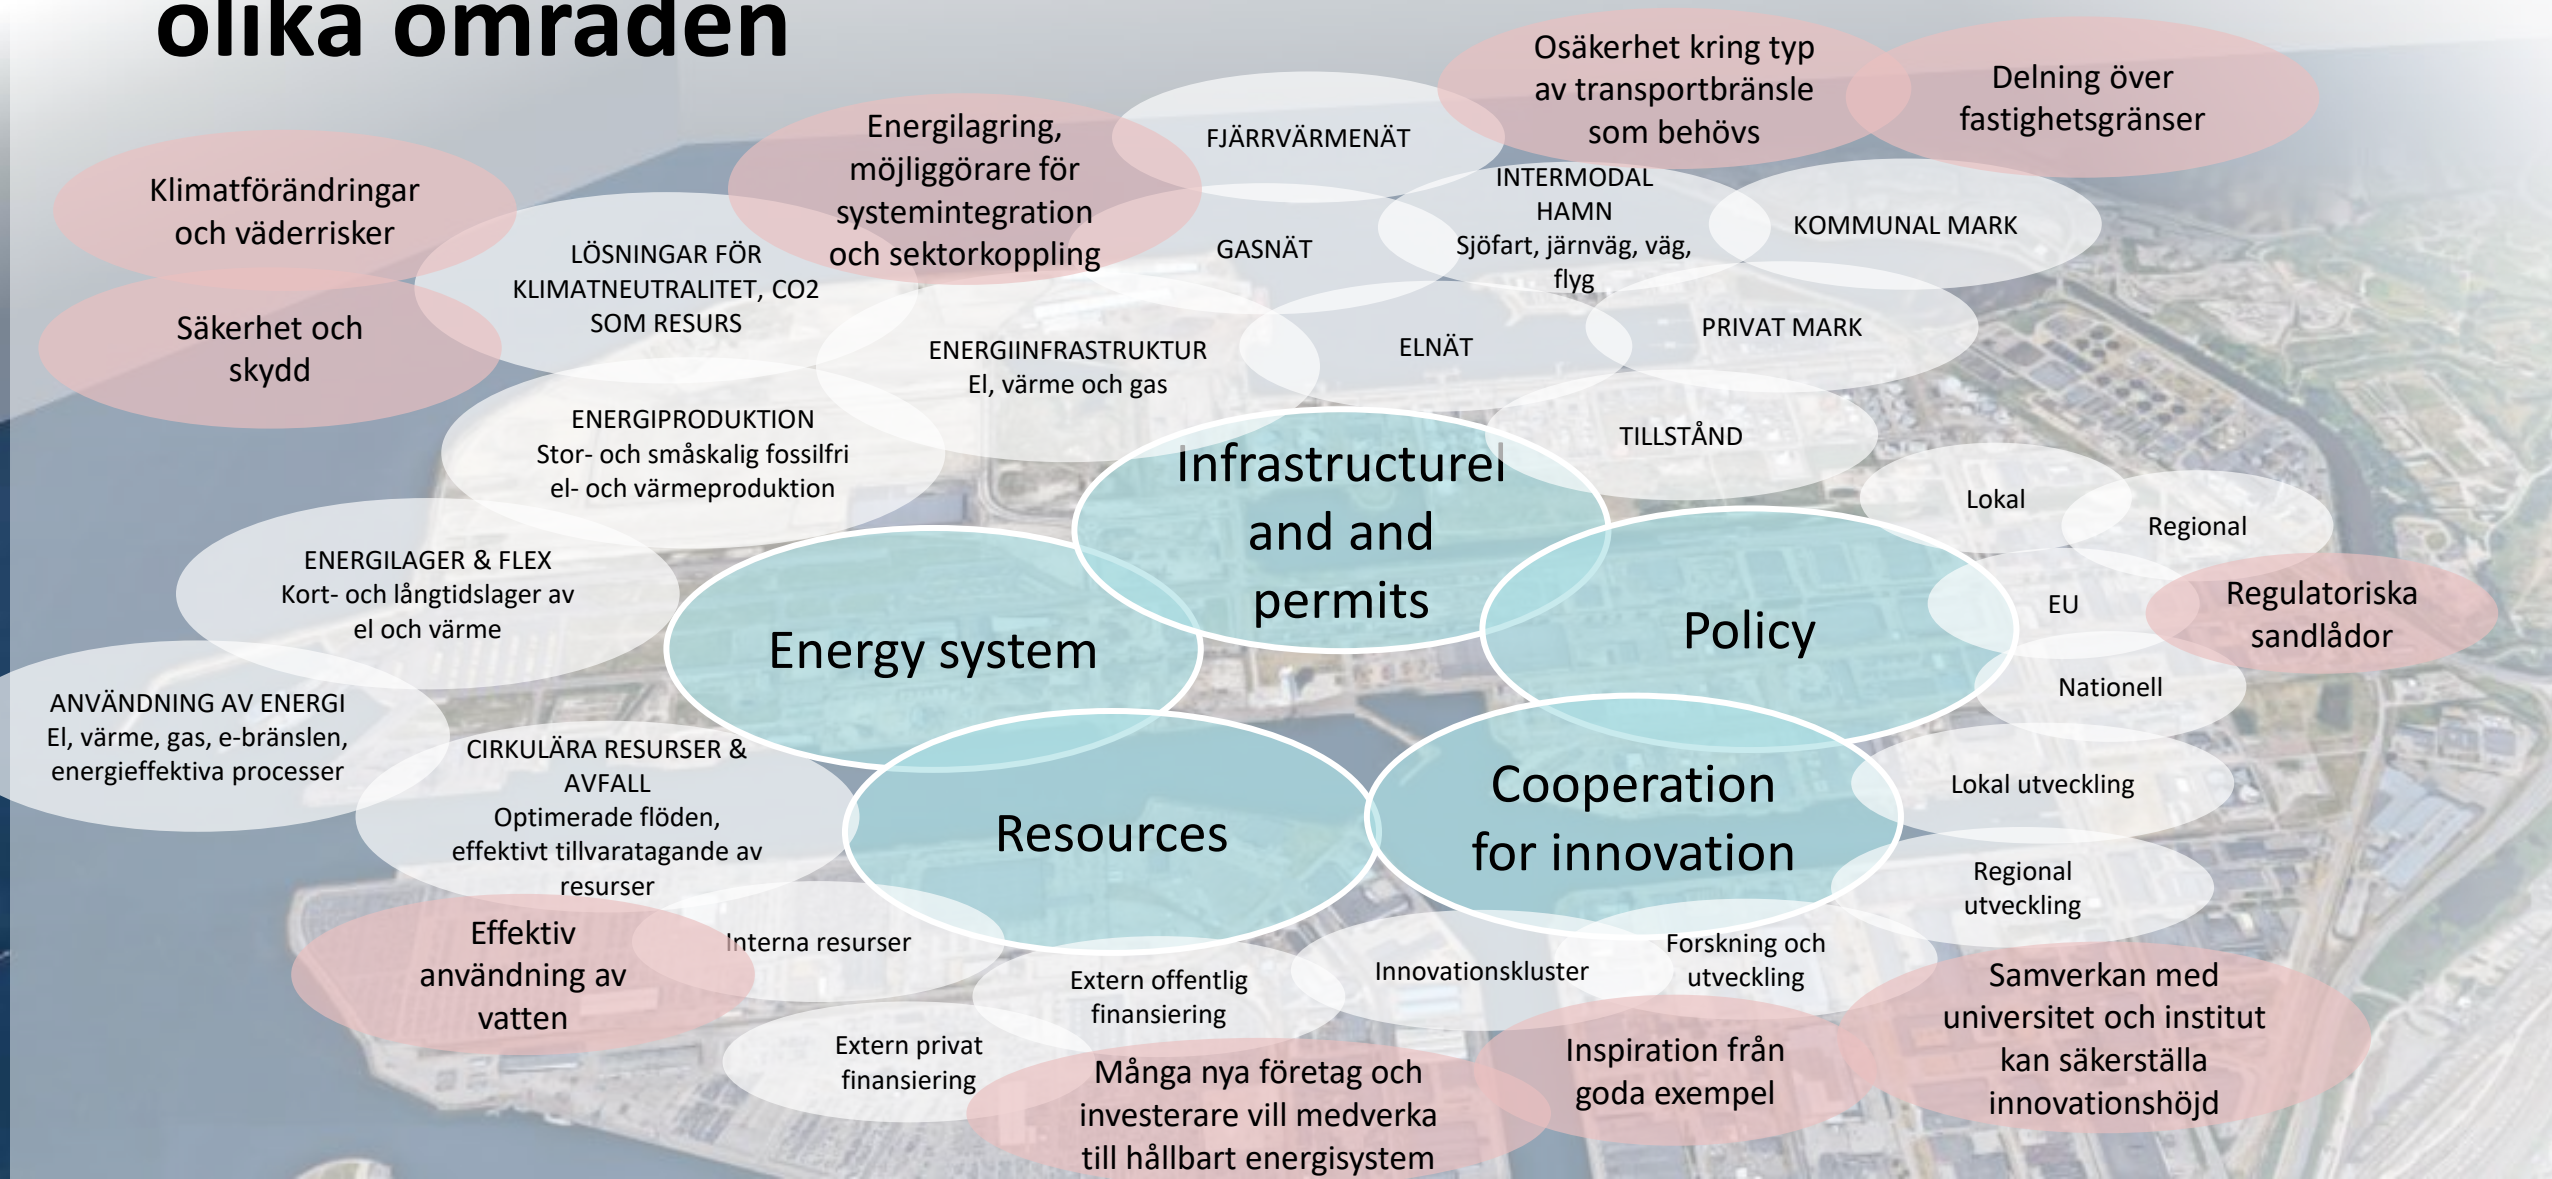 olika områden
Osäkerhet kring typ
av transportbränsle
som behövs
Delning över
fastighetsgränser
Energilagring,
möjliggörare för
systemintegration
och sektorkoppling
FJÄRRVÄRMENÄT
Klimatförändringar
och väderrisker
INTERMODAL
HAMN
Sjöfart, järnväg, väg,
flyg
KOMMUNAL MARK
GASNÄT
LÖSNINGAR FÖR
KLIMATNEUTRALITET, CO2
SOM RESURS
Säkerhet och
skydd
PRIVAT MARK
ENERGIINFRASTRUKTUR
El, värme och gas
ELNÄT
ENERGIPRODUKTION
Stor- och småskalig fossilfri
el- och värmeproduktion
TILLSTÅND
Infrastructurel
and and
permits
Lokal
Regional
ENERGILAGER & FLEX
Kort- och långtidslager av
el och värme
EU
Regulatoriska
sandlådor
Energy system
Policy
Nationell
ANVÄNDNING AV ENERGI
El, värme, gas, e-bränslen,
energieffektiva processer
CIRKULÄRA RESURSER &
AVFALL
Optimerade flöden,
effektivt tillvaratagande av
resurser
Resources
Cooperation
for innovation
Lokal utveckling
Regional
utveckling
Effektiv
användning av
vatten
Interna resurser
Extern offentlig
finansiering
Innovationskluster
Forskning och
utveckling
Samverkan med
universitet och institut
kan säkerställa
innovationshöjd
Extern privat
finansiering
Många nya företag och
investerare vill medverka
till hållbart energisystem
Inspiration från
goda exempel